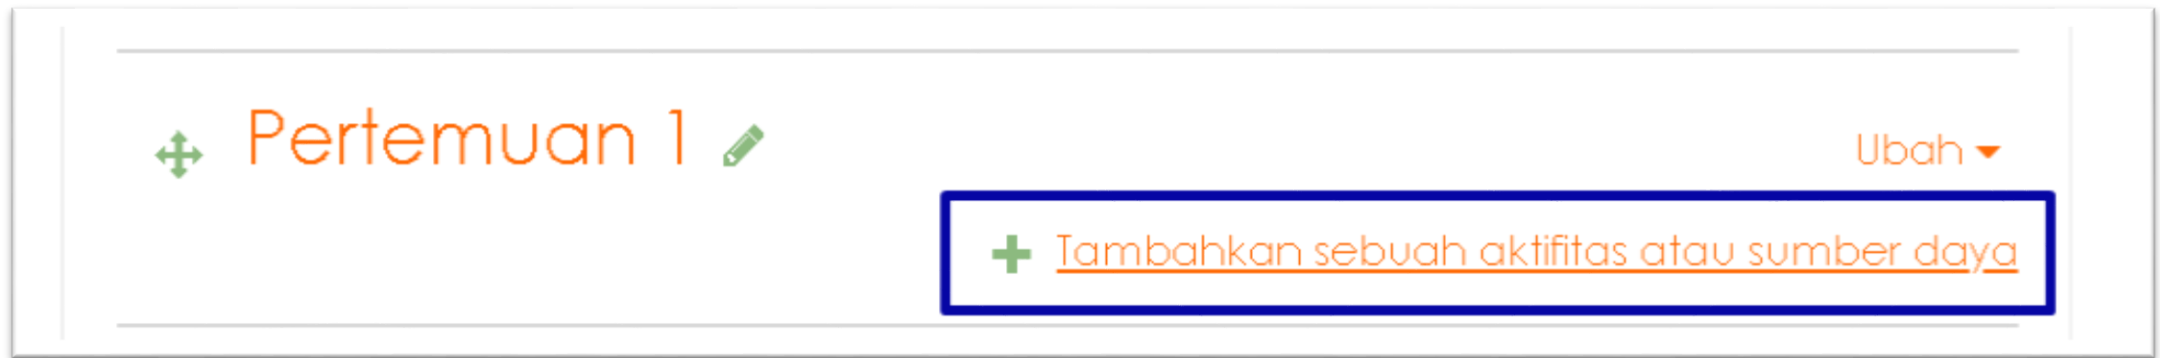 Pertemuan 1
Ubah
Tambahkan sebuah aktifitas atau sumber daya